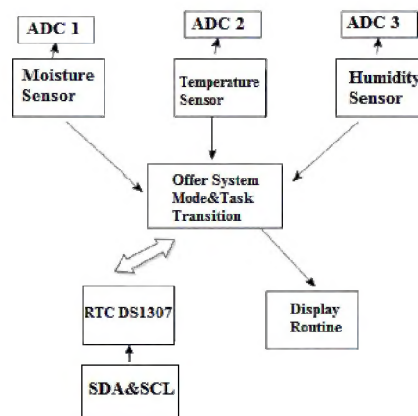 ADC 1
ADC 2
ADC 3
Moisture
Sensor
Temperature
Sensor
Humidity
Sensor
Offer System
Mode&Task
Transition
RTC DS1307
Display
Routine
SDA&SCL